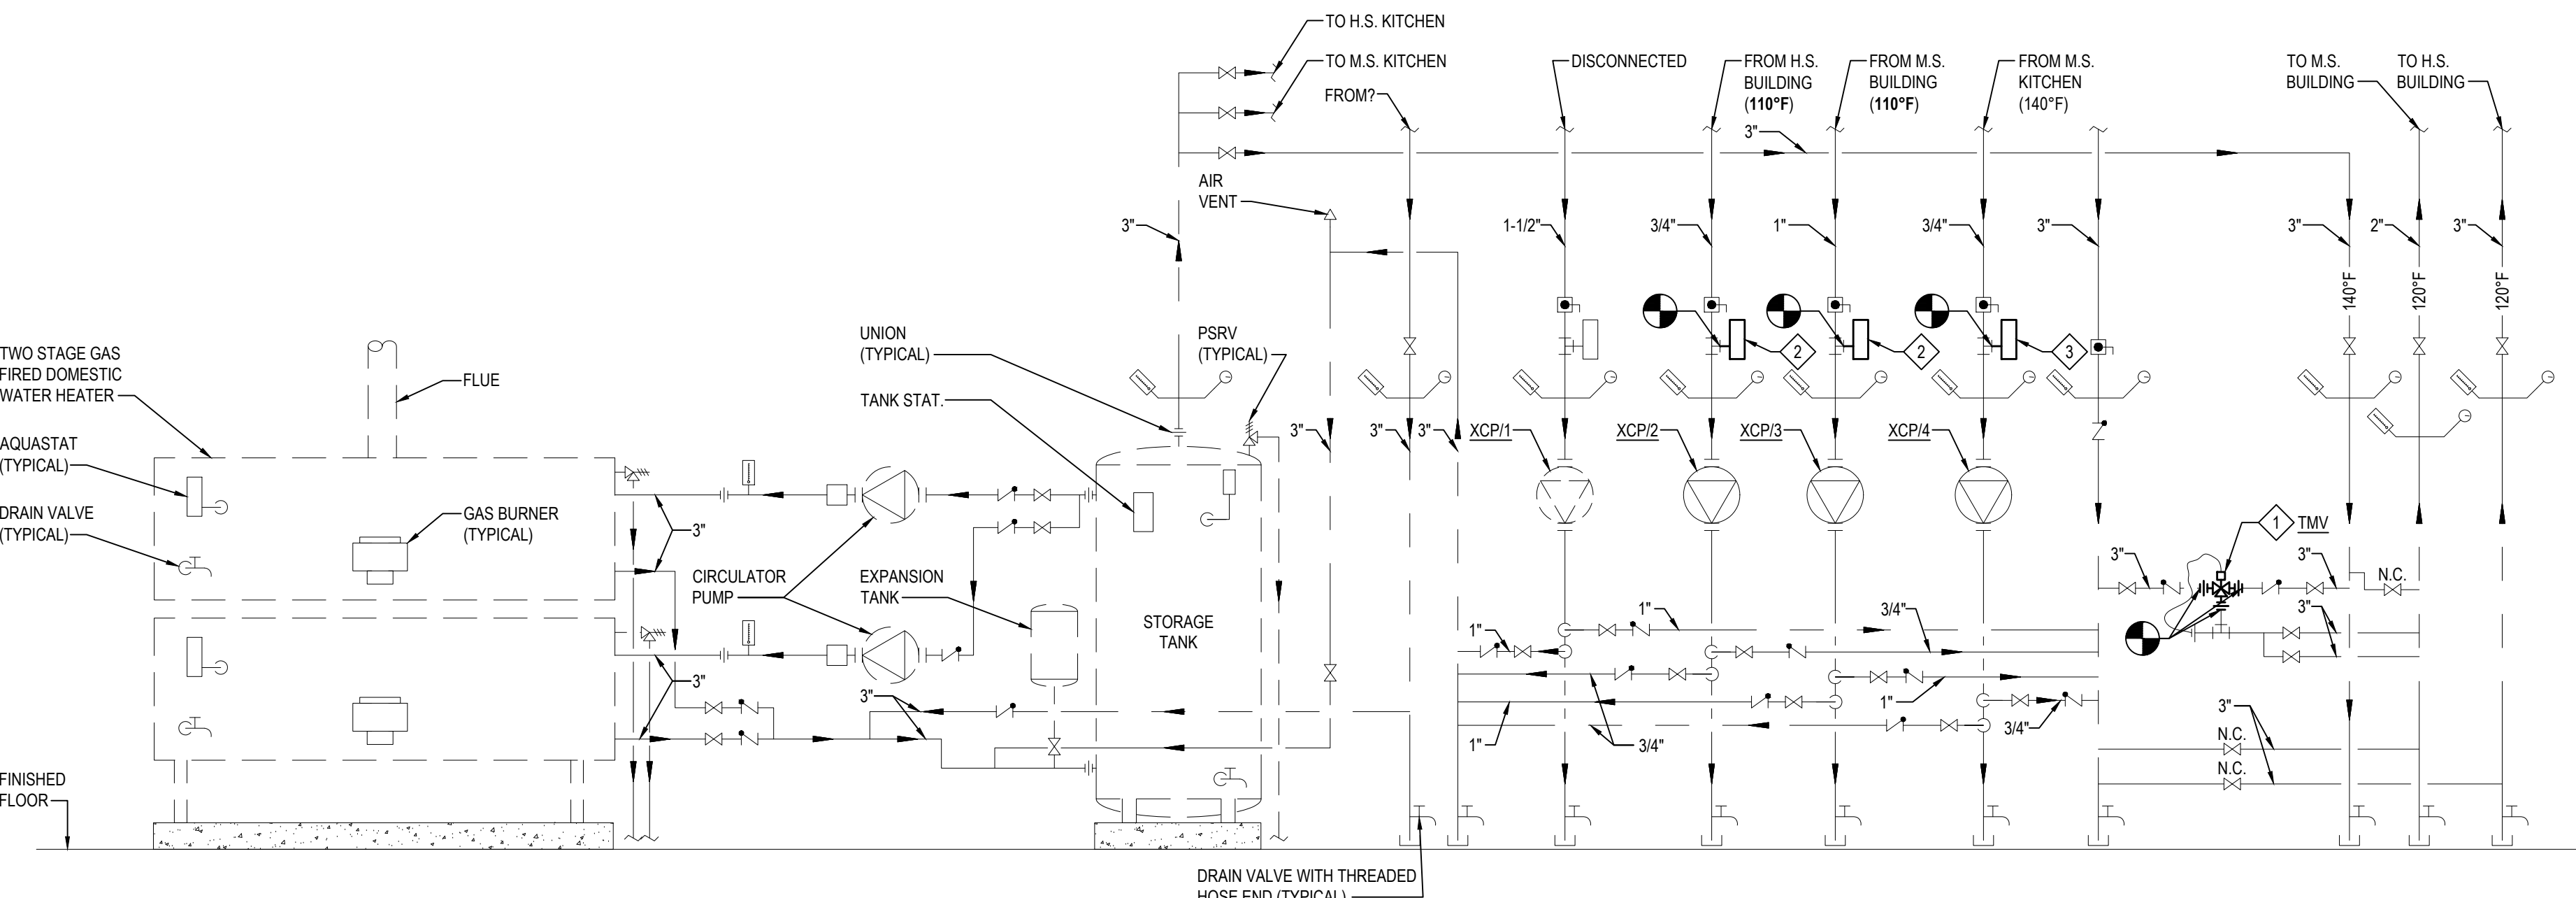 TO H.S. KITCHEN
TO M.S. KITCHEN
FROM?
DISCONNECTED
FROM H.S.
BUILDING
(110°F)
FROM M.S.
BUILDING
(110°F)
FROM M.S.
KITCHEN
(140°F)
TO M.S.
BUILDING
TO H.S.
BUILDING
3"
AIR
VENT
3"
1-1/2"
3/4"
1"
3/4"
3"
3"
2"
3"
140°F
120°F
120°F
TWO STAGE GAS
FIRED DOMESTIC
WATER HEATER
FLUE
UNION
(TYPICAL)
PSRV
(TYPICAL)
2
2
3
TANK STAT.
AQUASTAT
(TYPICAL)
3"
3"
3"
XCP/1
XCP/2
XCP/3
XCP/4
DRAIN VALVE
(TYPICAL)
GAS BURNER
(TYPICAL)
3"
1
TMV
3"
3"
CIRCULATOR
PUMP
EXPANSION
TANK
N.C.
STORAGE
TANK
1"
1"
3/4"
3"
3"
3"
1"
1"
3/4"
3/4"
3"
N.C.
N.C.
FINISHED
FLOOR
DRAIN VALVE WITH THREADED
HOSE END (TYPICAL)